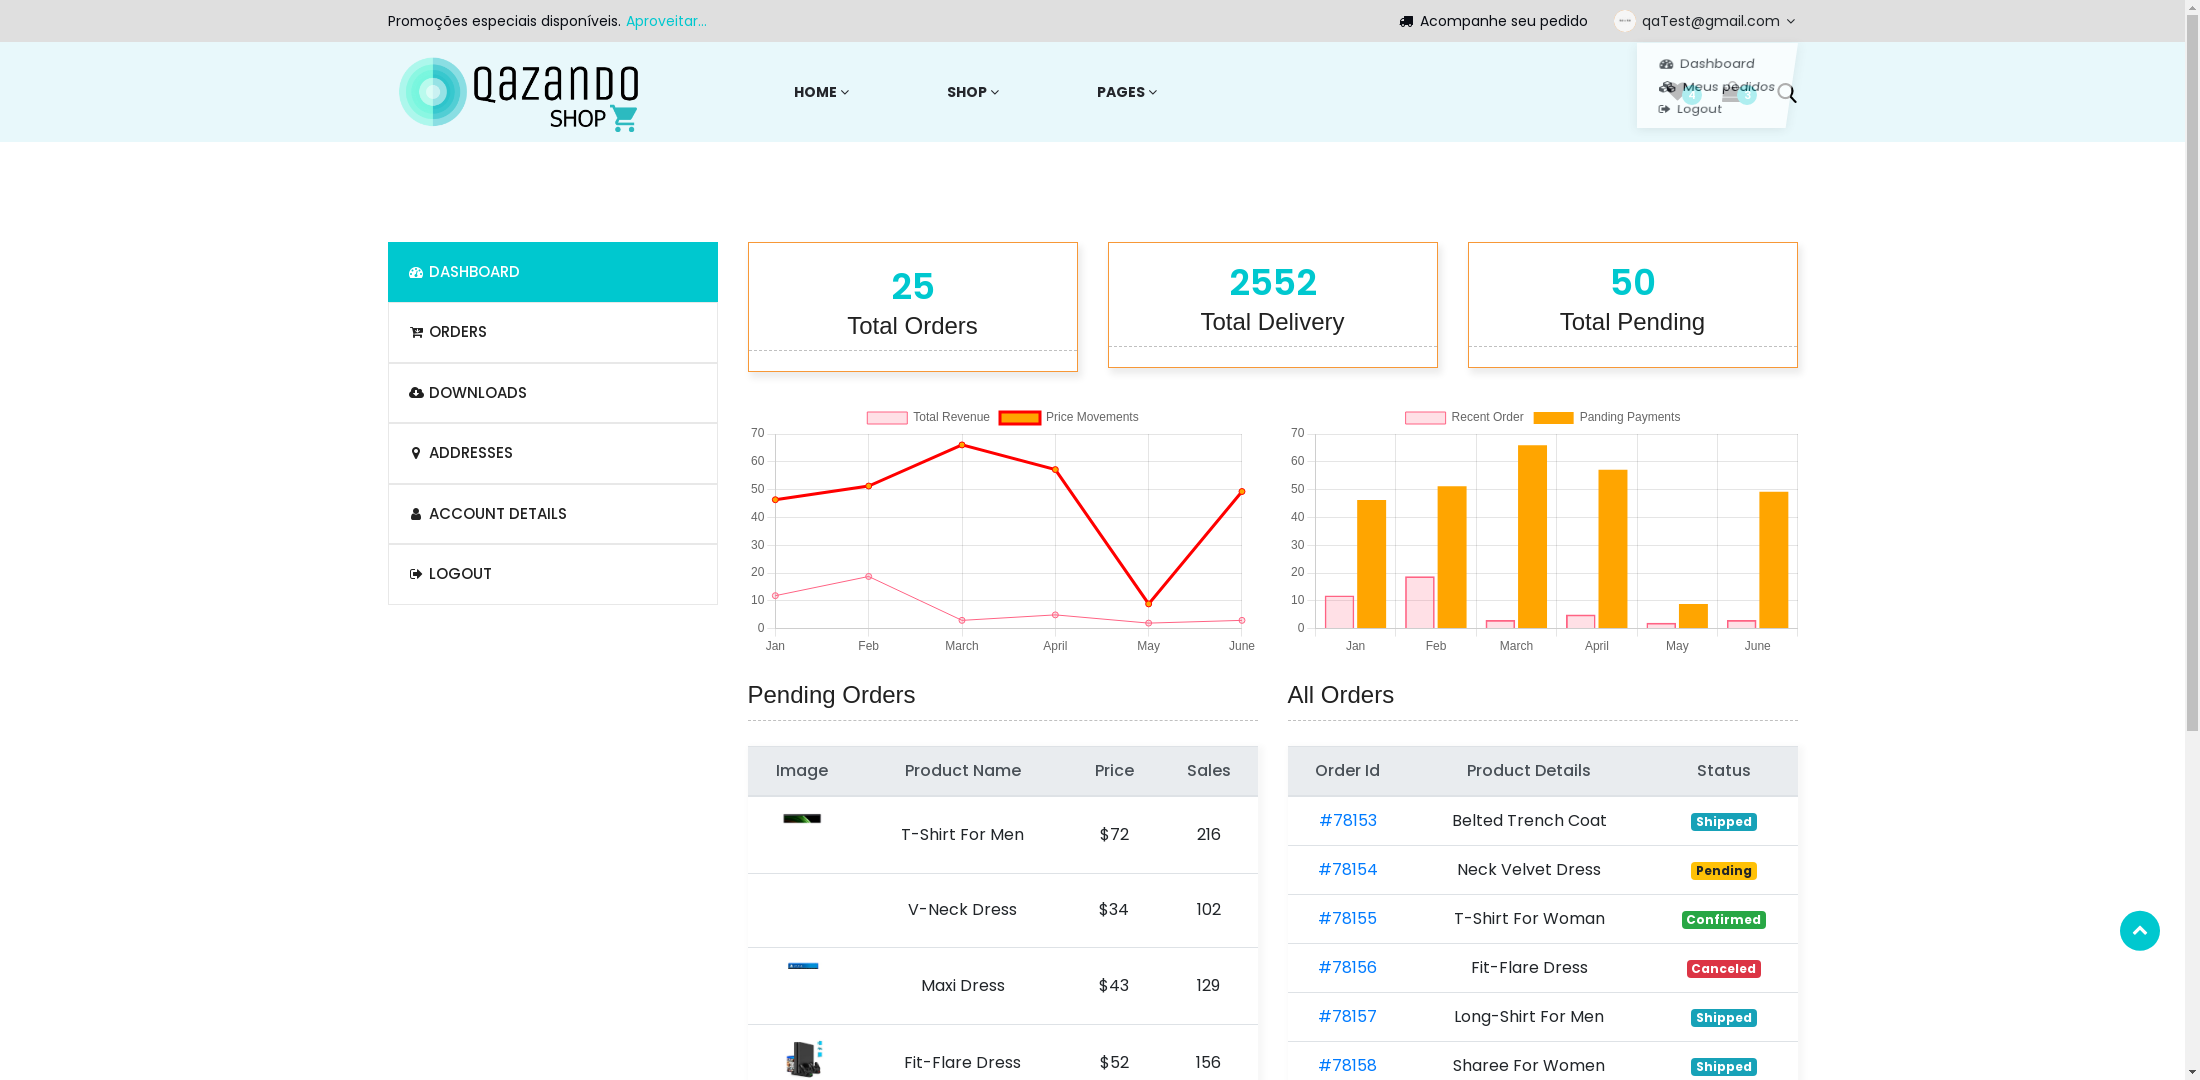 Promoções especiais disponíveis. Aproveitar...
Acompanhe seu pedido
qaTest@gmail.com
QAZANDO
SHOP
HOME
SHOP
PAGES
Dashboard
Meus pedidos
Logout
4
3
DASHBOARD
ORDERS
DOWNLOADS
ADDRESSES
ACCOUNT DETAILS
LOGOUT
25
Total Orders
2552
Total Delivery
50
Total Pending
Total Revenue Price Movements
70
60
50
40
30
20
10
0
Jan Feb March April May June
Recent Order Panding Payments
70
60
50
40
30
20
10
0
Jan Feb March April May June
Pending Orders
Image Product Name Price Sales
T-Shirt For Men $72 216
V-Neck Dress $34 102
Maxi Dress $43 129
Fit-Flare Dress $52 156
All Orders
Order Id Product Details Status
#78153 Belted Trench Coat Shipped
#78154 Neck Velvet Dress Pending
#78155 T-Shirt For Woman Confirmed
#78156 Fit-Flare Dress Canceled
#78157 Long-Shirt For Men Shipped
#78158 Sharee For Women Shipped